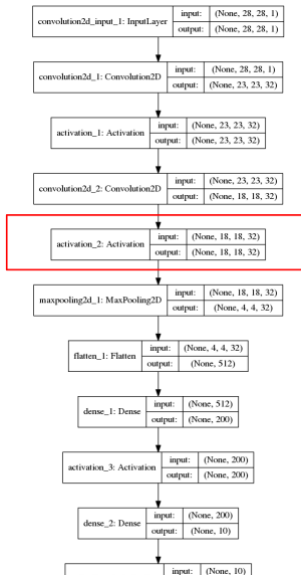 convolution2d_input_1: InputLayer input: (None, 28, 28, 1)
output: (None, 28, 28, 1)
convolution2d_1: Convolution2D input: (None, 28, 28, 1)
output: (None, 23, 23, 32)
activation_1: Activation input: (None, 23, 23, 32)
output: (None, 23, 23, 32)
convolution2d_2: Convolution2D input: (None, 23, 23, 32)
output: (None, 18, 18, 32)
activation_2: Activation input: (None, 18, 18, 32)
output: (None, 18, 18, 32)
maxpooling2d_1: MaxPooling2D input: (None, 18, 18, 32)
output: (None, 4, 4, 32)
flatten_1: Flatten input: (None, 4, 4, 32)
output: (None, 512)
dense_1: Dense input: (None, 512)
output: (None, 200)
activation_3: Activation input: (None, 200)
output: (None, 200)
dense_2: Dense input: (None, 200)
output: (None, 10)
input: (None, 10)